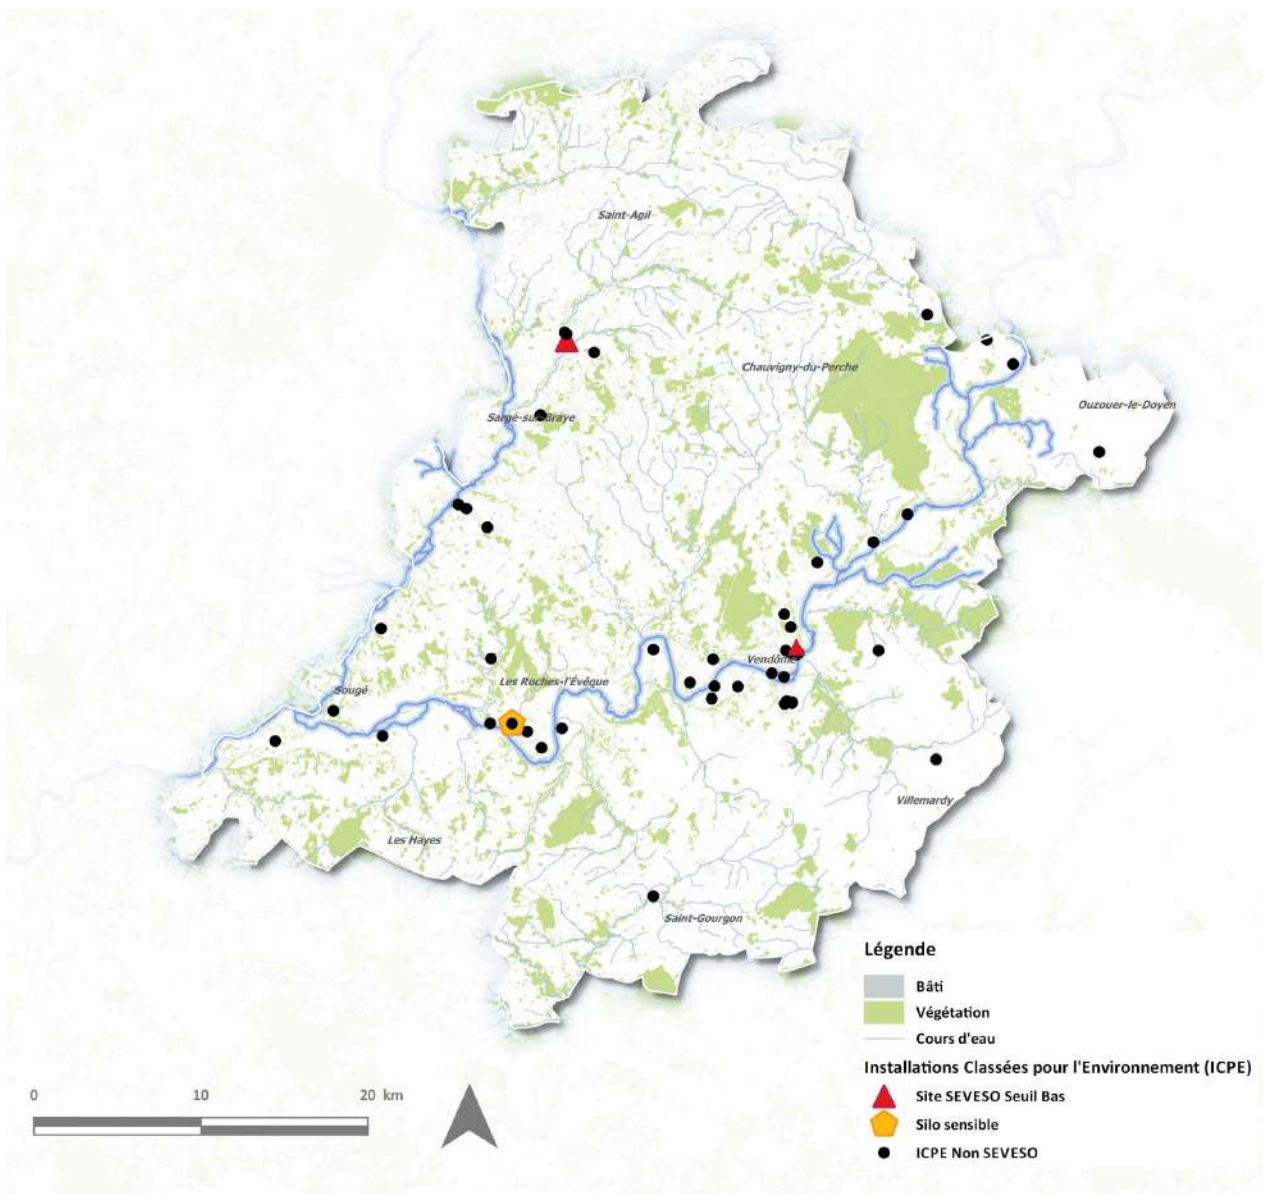 Saint-Agil
Chauvigny-du-Perche
Ouzouer-le-Doyen
Sargé-sur-Braye
Vendôme
Les Roches-l'Évêque
Sougé
Villemardy
Les Hayes
Saint-Gourgon
Légende
Bâti
Végétation
Cours d'eau
Installations Classées pour l'Environnement (ICPE)
Site SEVESO Seuil Bas
Silo sensible
ICPE Non SEVESO
0 10 20 km